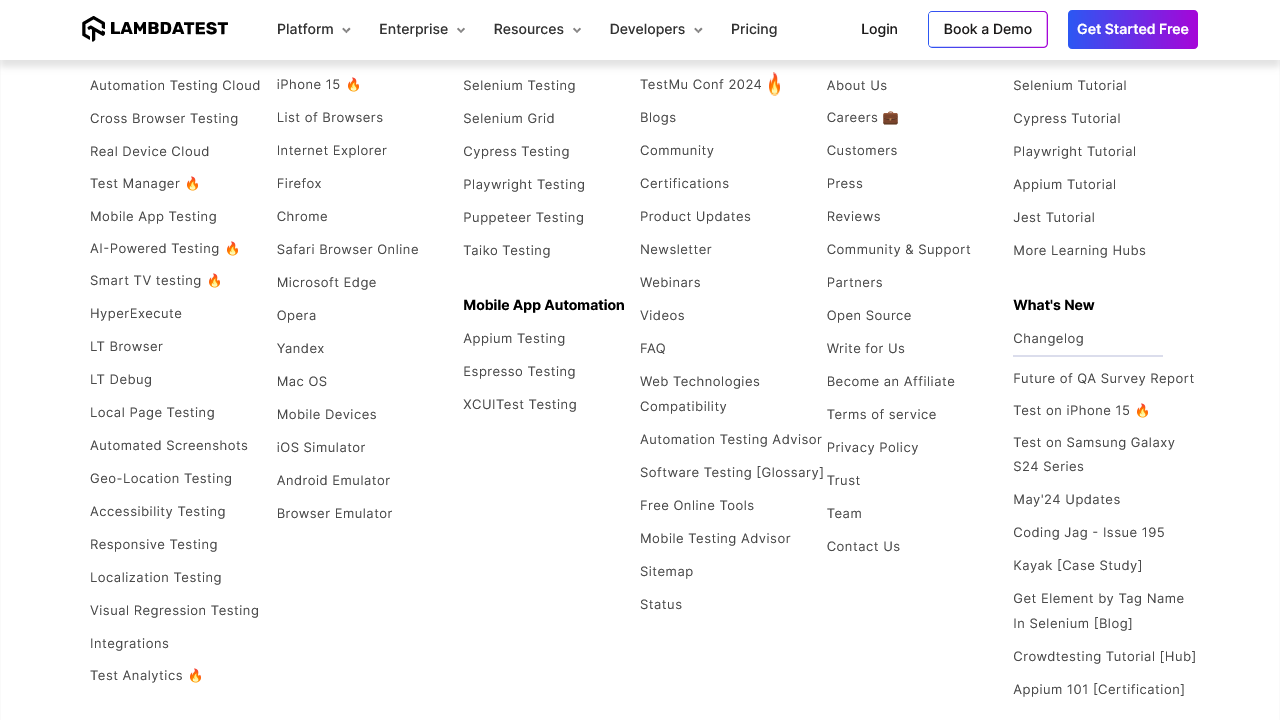 LAMBDATEST
Platform
Enterprise
Resources
Developers
Pricing
Login
Book a Demo
Get Started Free
Automation Testing Cloud
Cross Browser Testing
Real Device Cloud
Test Manager 🔥
Mobile App Testing
AI-Powered Testing 🔥
Smart TV testing 🔥
HyperExecute
LT Browser
LT Debug
Local Page Testing
Automated Screenshots
Geo-Location Testing
Accessibility Testing
Responsive Testing
Localization Testing
Visual Regression Testing
Integrations
Test Analytics 🔥
iPhone 15 🔥
List of Browsers
Internet Explorer
Firefox
Chrome
Safari Browser Online
Microsoft Edge
Opera
Yandex
Mac OS
Mobile Devices
iOS Simulator
Android Emulator
Browser Emulator
Selenium Testing
Selenium Grid
Cypress Testing
Playwright Testing
Puppeteer Testing
Taiko Testing
Mobile App Automation
Appium Testing
Espresso Testing
XCUITest Testing
TestMu Conf 2024 🔥
Blogs
Community
Certifications
Product Updates
Newsletter
Webinars
Videos
FAQ
Web Technologies
Compatibility
Automation Testing Advisor
Software Testing [Glossary]
Free Online Tools
Mobile Testing Advisor
Sitemap
Status
About Us
Careers 💼
Customers
Press
Reviews
Community & Support
Partners
Open Source
Write for Us
Become an Affiliate
Terms of service
Privacy Policy
Trust
Team
Contact Us
Selenium Tutorial
Cypress Tutorial
Playwright Tutorial
Appium Tutorial
Jest Tutorial
More Learning Hubs
What's New
Changelog
Future of QA Survey Report
Test on iPhone 15 🔥
Test on Samsung Galaxy
S24 Series
May'24 Updates
Coding Jag - Issue 195
Kayak [Case Study]
Get Element by Tag Name
In Selenium [Blog]
Crowdtesting Tutorial [Hub]
Appium 101 [Certification]